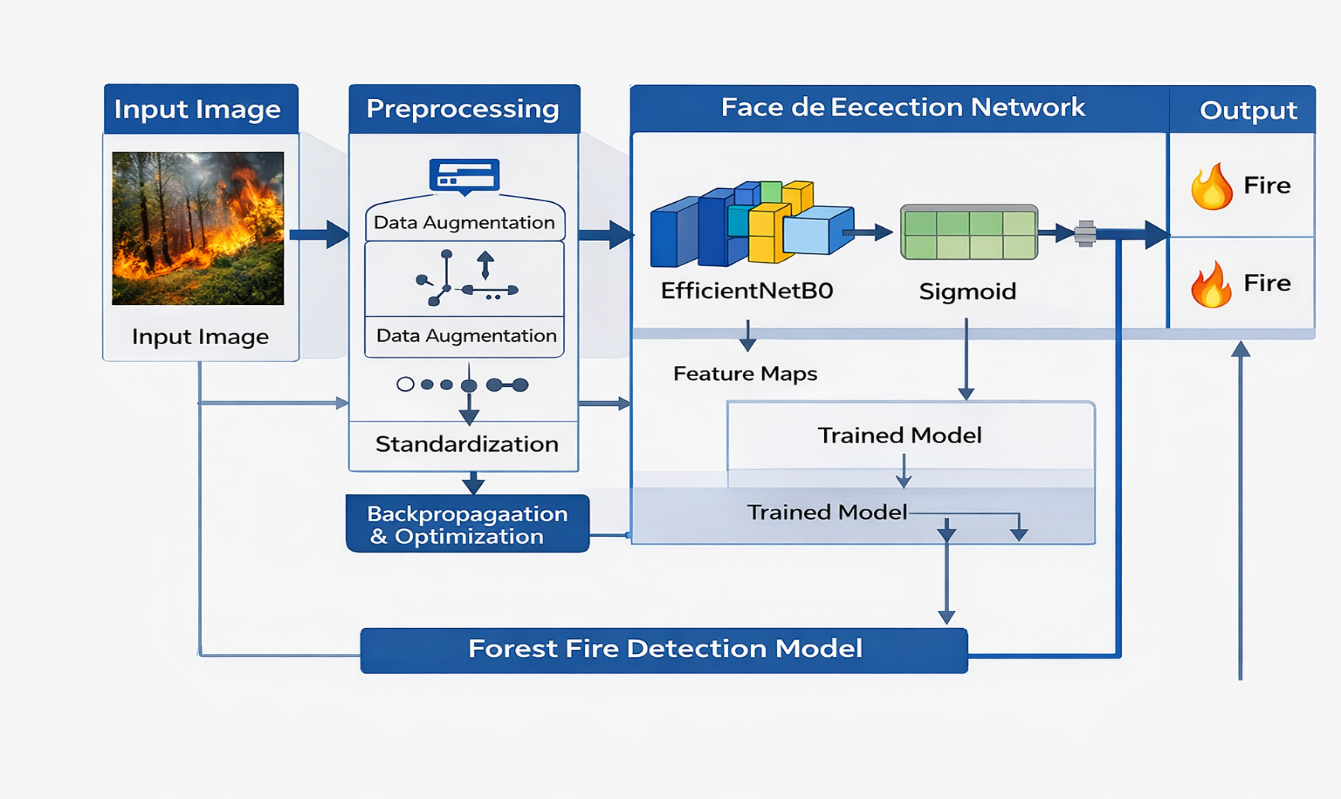 Input Image
Preprocessing
Face de Eecection Network
Output
Data Augmentation
Fire
Input Image
Data Augmentation
EfficientNetB0
Sigmoid
Fire
Feature Maps
Standardization
Trained Model
Backpropagaation
& Optimization
Trained Model
Forest Fire Detection Model